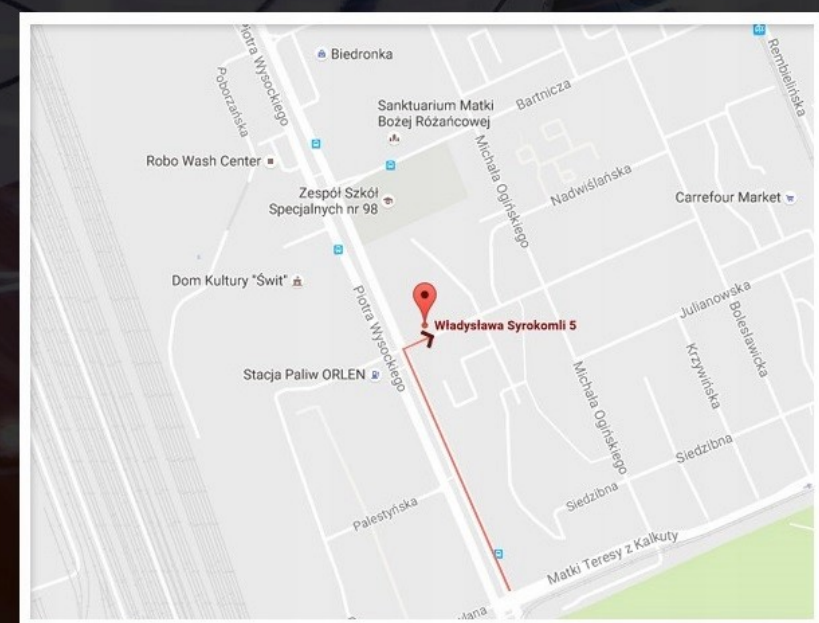 Piotra Wysockiego
Poborzańska
Biedronka
Rembielińska
Bartnicza
Sanktuarium Matki
Bożej Różańcowej
Robo Wash Center
Michała Ogińskiego
Nadwiślańska
Zespół Szkół
Specjalnych nr 98
Carrefour Market
Dom Kultury "Świt"
Piotra Wysockiego
Julianowska
Bolesławicka
Władysława Syrokomli 5
Krzywińska
Stacja Paliw ORLEN
Michała Ogińskiego
Siedzibna
Siedzibna
Palestyńska
Matki Teresy z Kalkuty